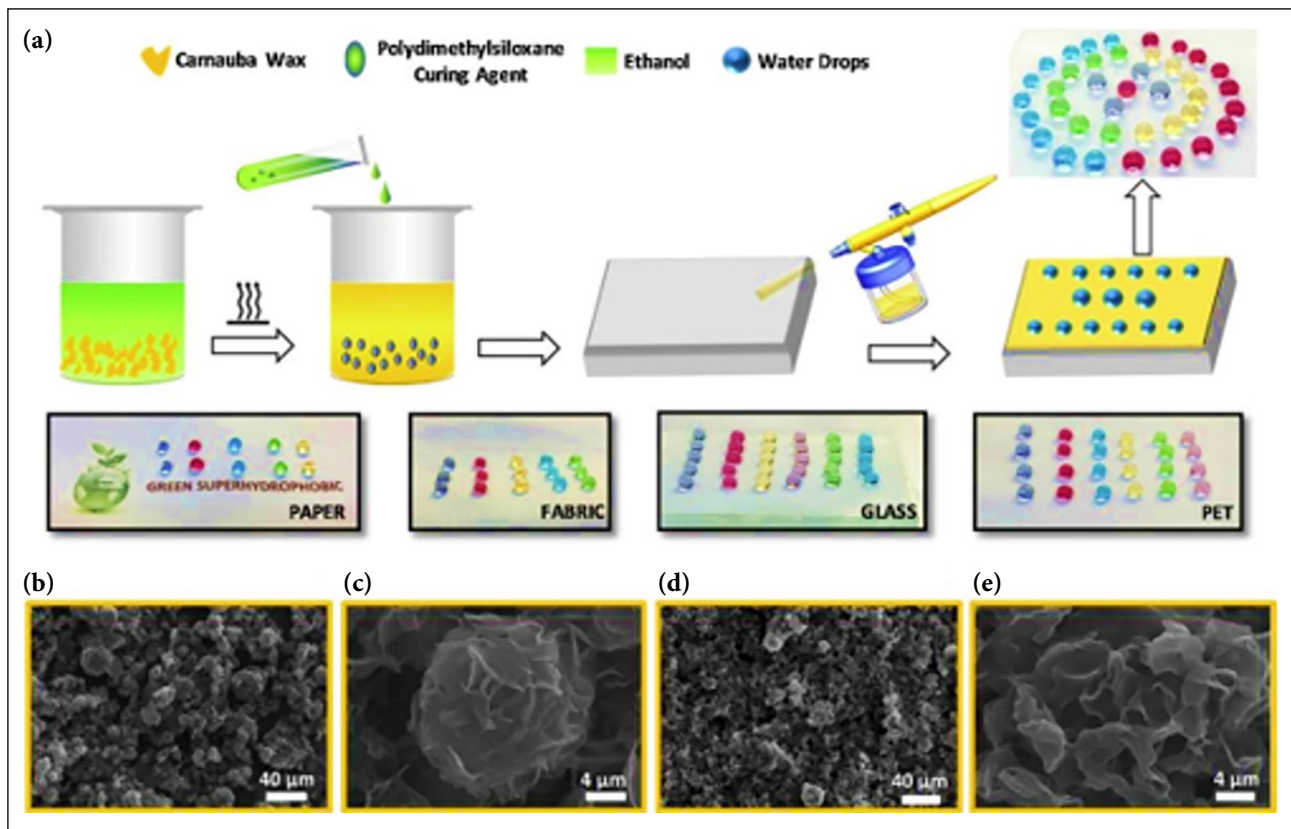 (a)
Carnauba Wax
Polydimethylsiloxane
Curing Agent
Ethanol
Water Drops
GREEN SUPERHYDROPHOBIC
PAPER
FABRIC
GLASS
PET
(b)
(c)
(d)
(e)
40 μm
4 μm
40 μm
4 μm